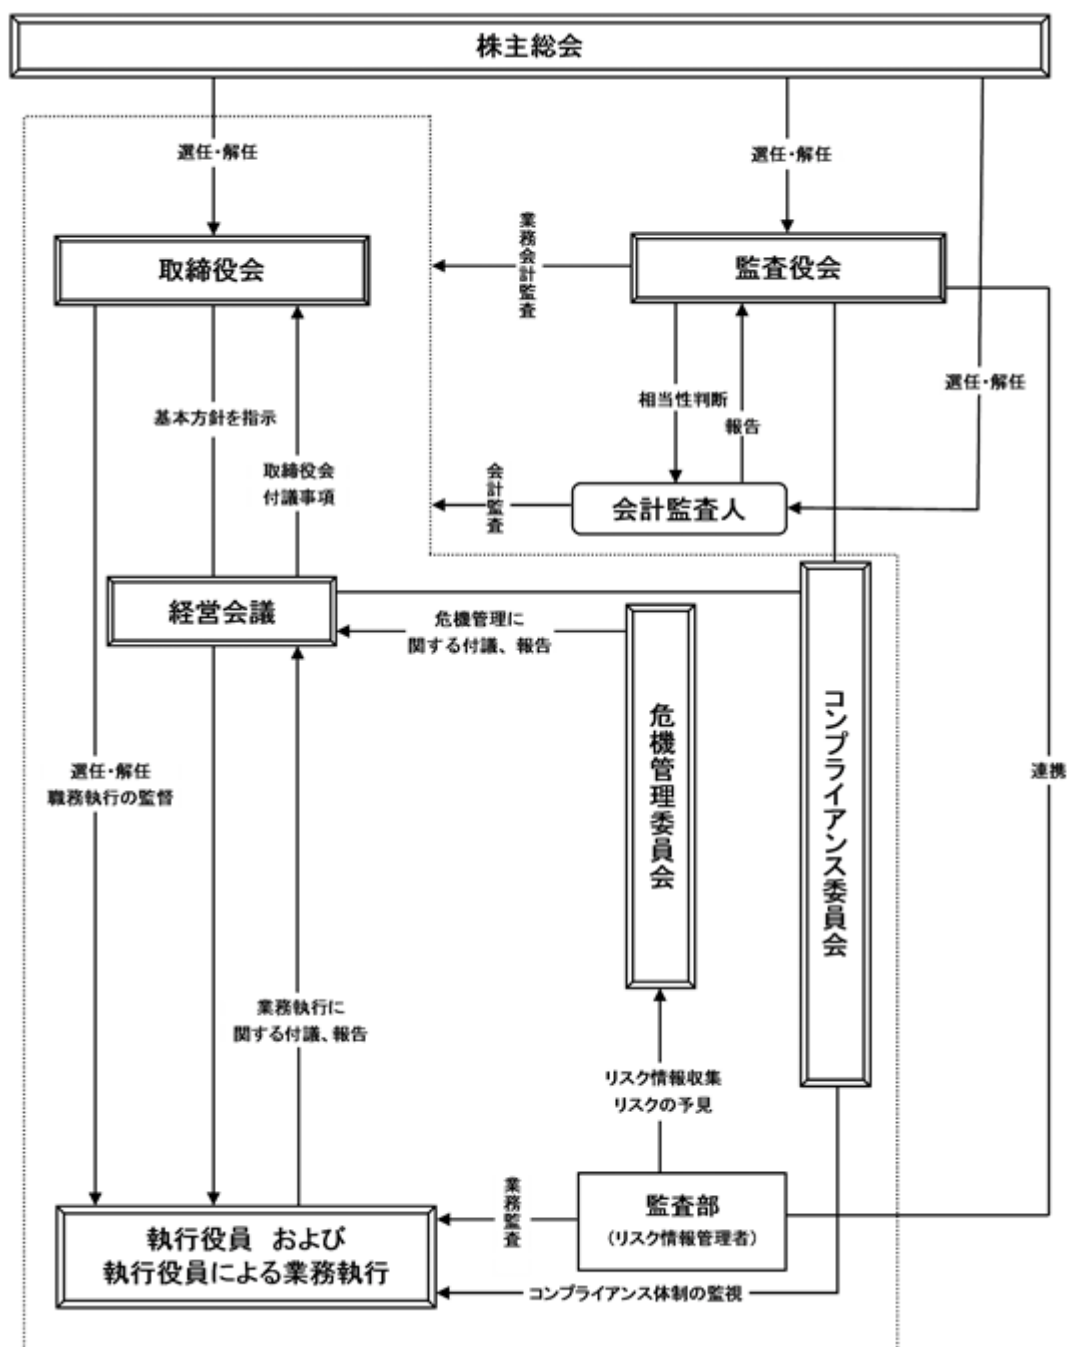 株主総会
選任・解任
選任・解任
業務会計監査
取締役会
監査役会
選任・解任
基本方針を指示
相当性判断
報告
取締役会
付議事項
会計監査
会計監査人
経営会議
危機管理に
関する付議、報告
危機管理委員会
コンプライアンス委員会
選任・解任
職務執行の監督
連携
業務執行に
関する付議、報告
リスク情報収集
リスクの予見
業務監査
監査部
（リスク情報管理者）
執行役員 および
執行役員による業務執行
コンプライアンス体制の監視